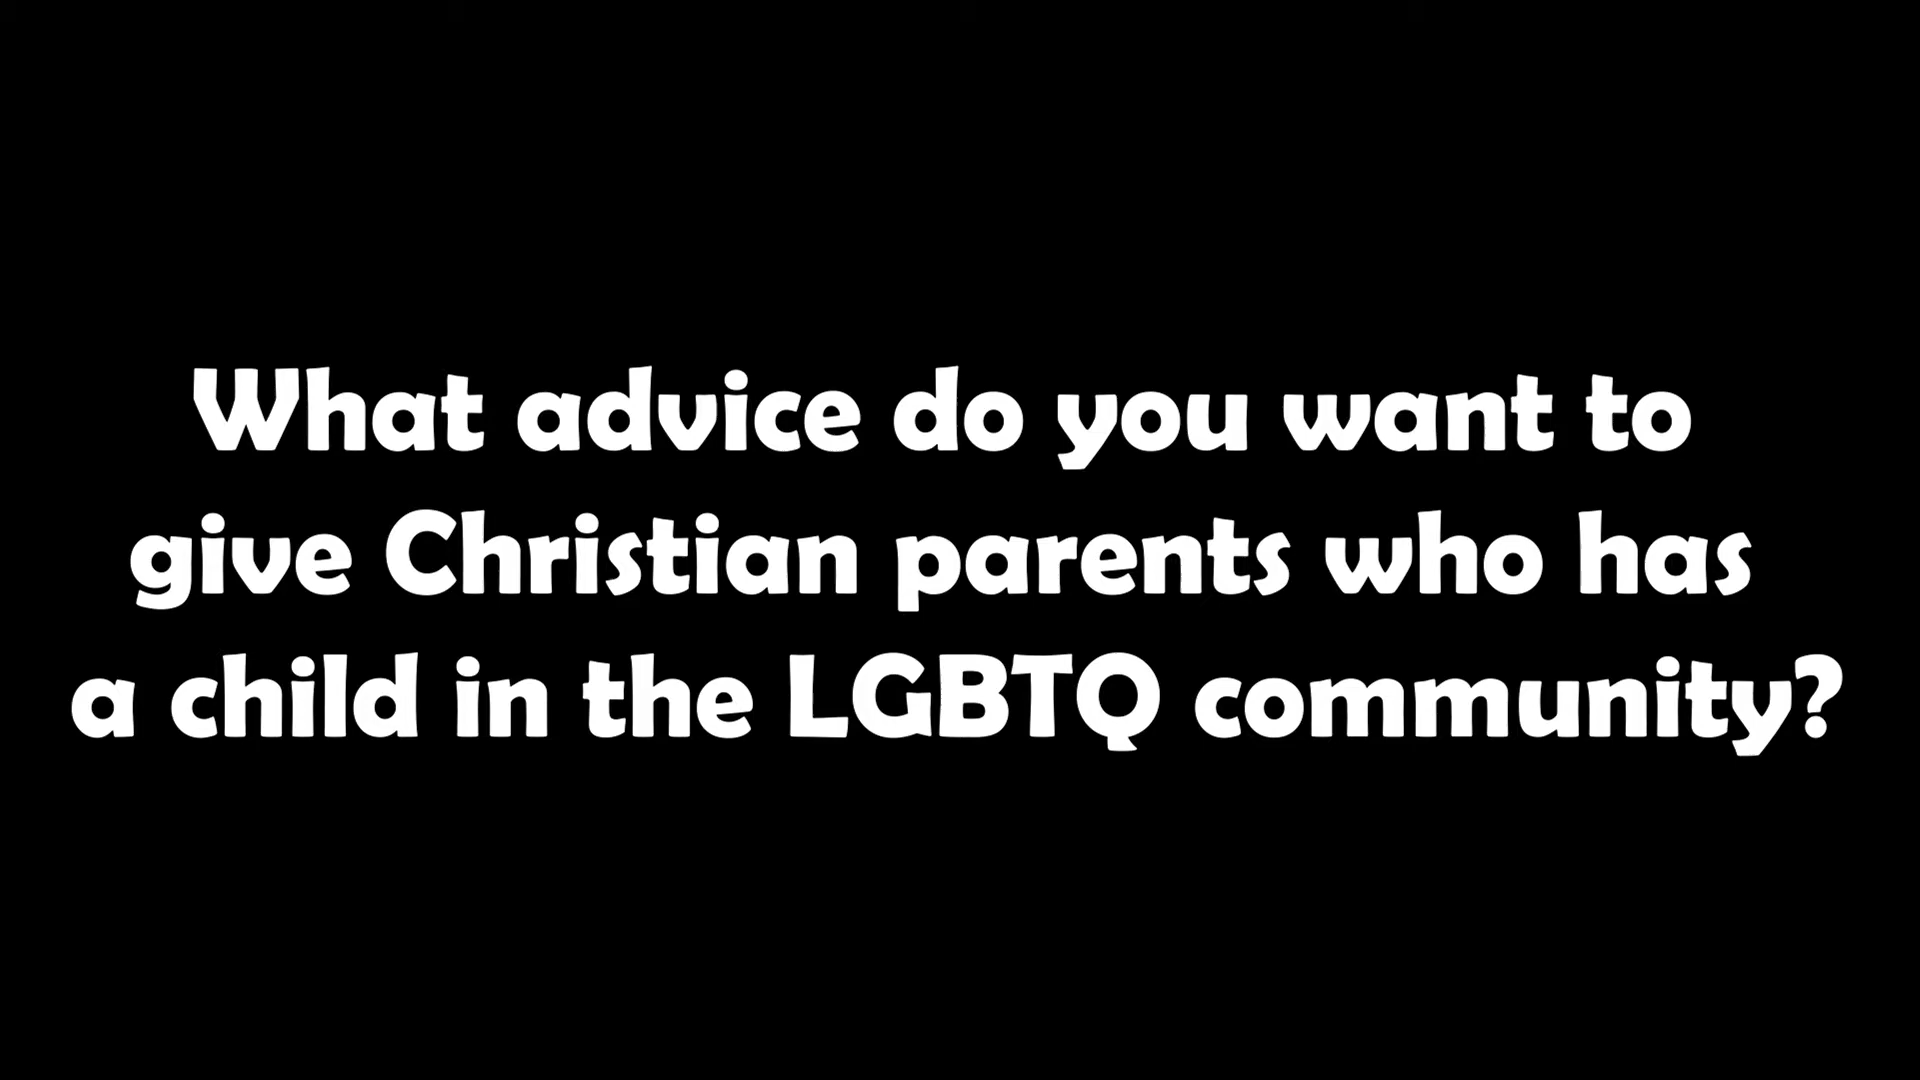 What advice do you want to
give Christian parents who has
a child in the LGBTQ community?